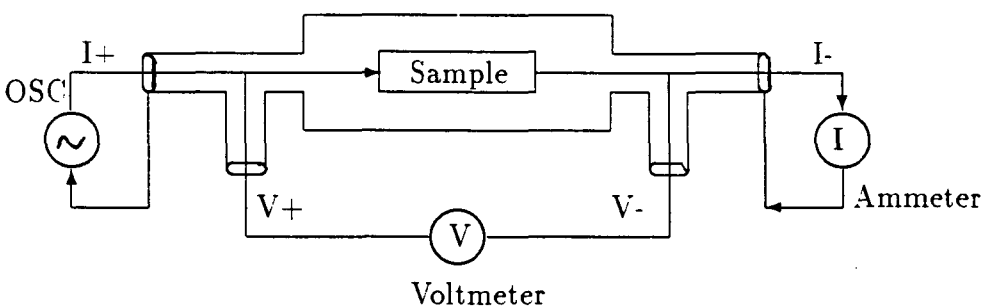 I+
I-
Sample
OSC
I
V+
V-
Ammeter
V
Voltmeter